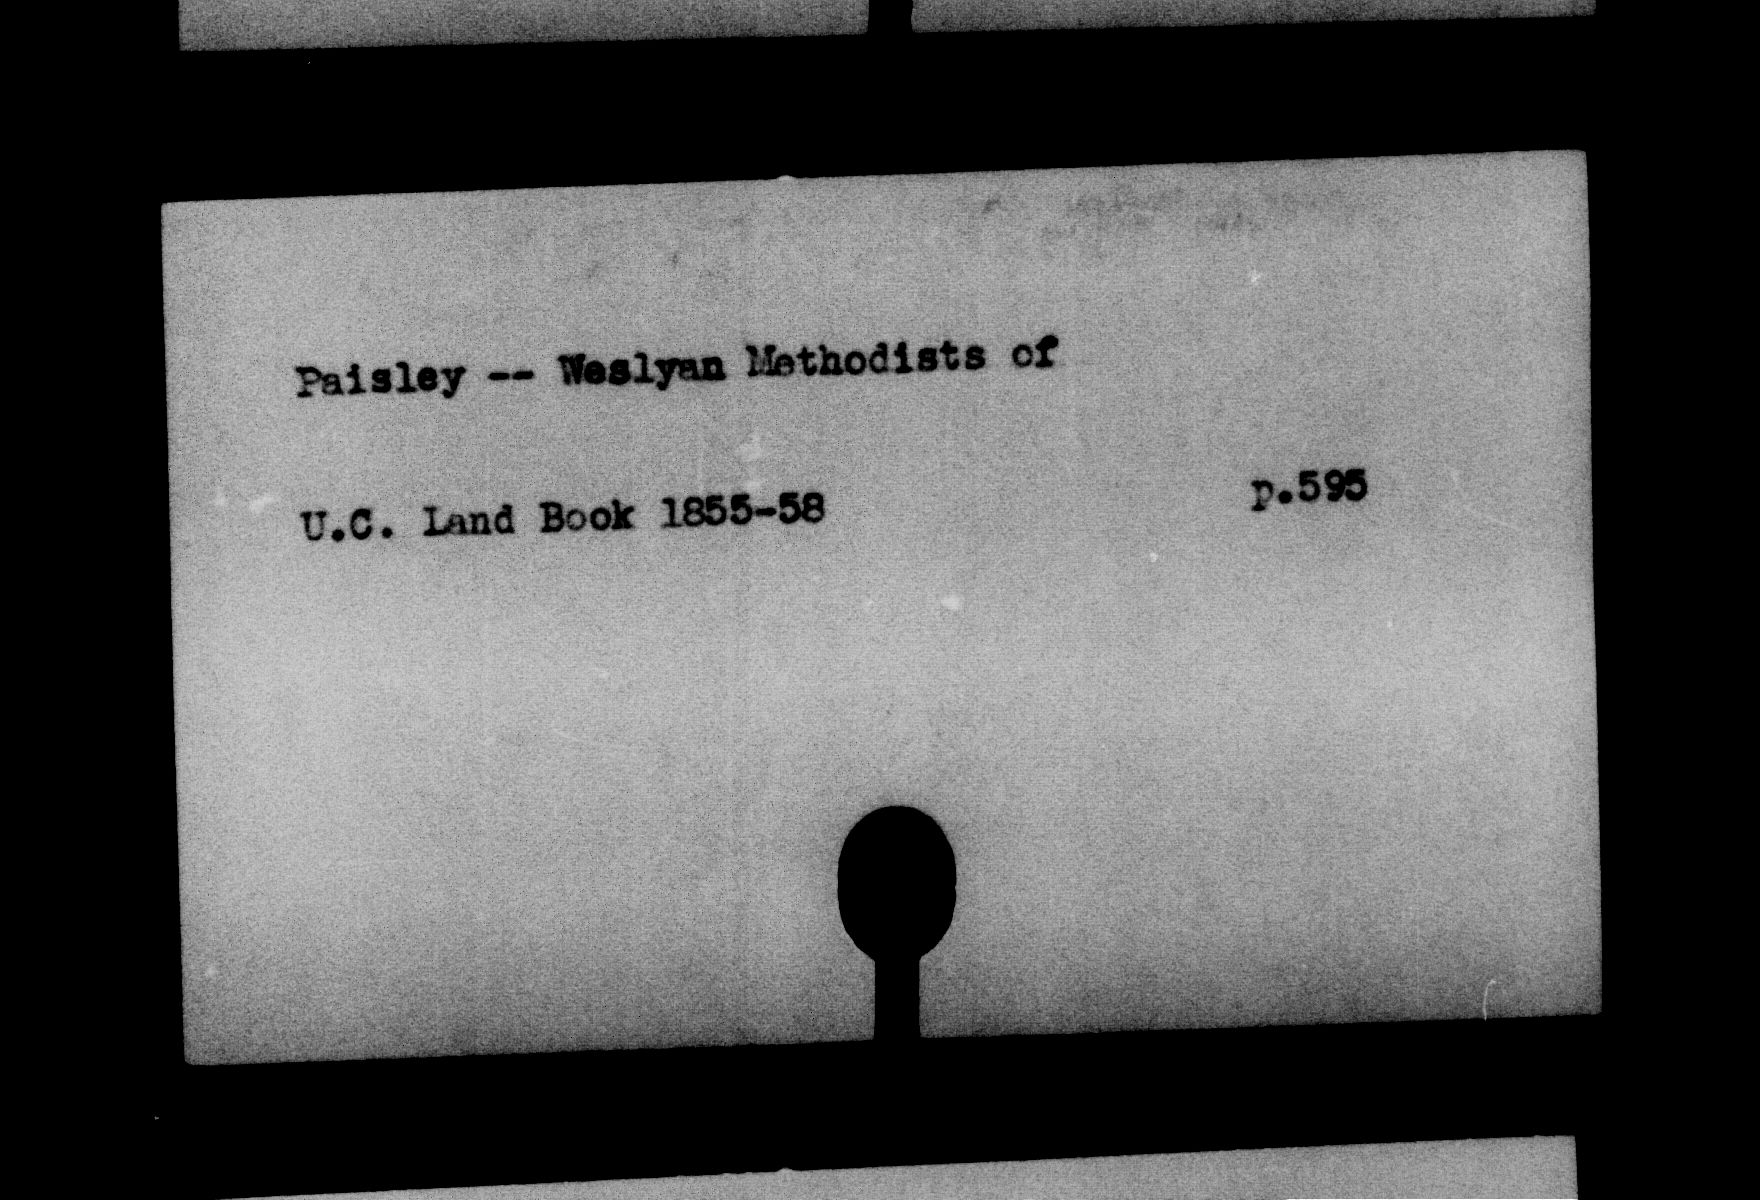 Paisley -- Weslyan Methodists of
U.C. Land Book 1855-58 p.595